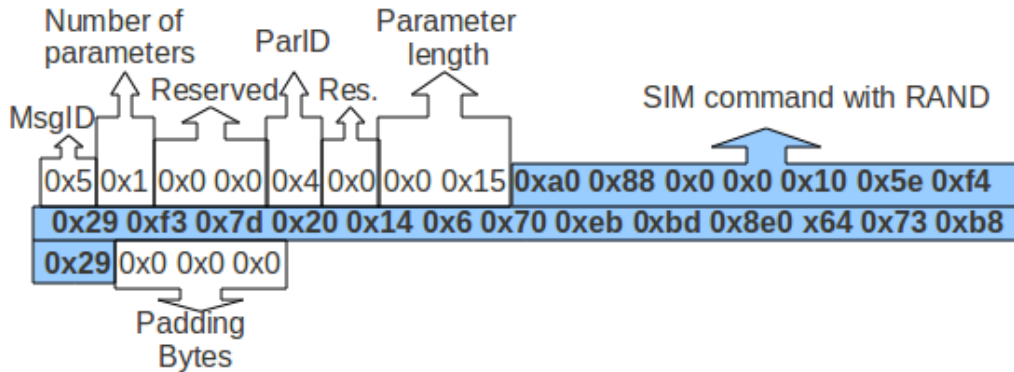 Number of
parameters
ParID
Parameter
length
MsgID
Reserved
Res.
SIM command with RAND
0x5 0x1 0x0 0x0 0x4 0x0 0x0 0x15 0xa0 0x88 0x0 0x0 0x10 0x5e 0xf4
0x29 0xf3 0x7d 0x20 0x14 0x6 0x70 0xeb 0xbd 0x8e0 x64 0x73 0xb8
0x29 0x0 0x0 0x0
Padding
Bytes